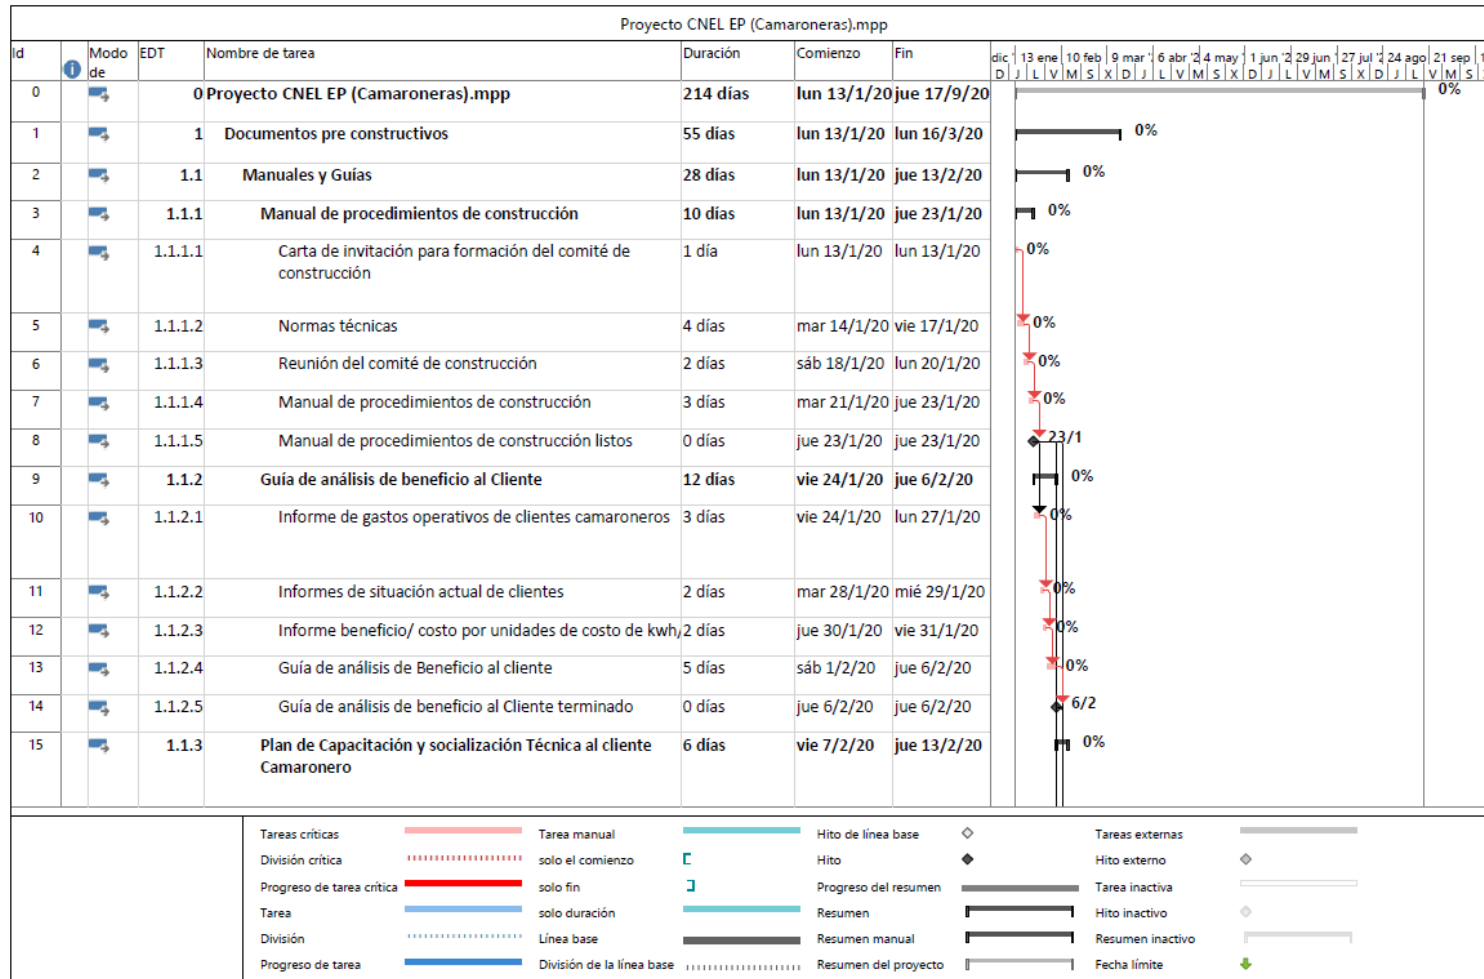 Proyecto CNEL EP (Camaroneras).mpp
Id Modo de EDT Nombre de tarea Duración Comienzo Fin
dic '1 13 ene 10 feb 9 mar ' 6 abr '2 4 may ' 1 jun '2 29 jun ' 27 jul '2 24 ago 21 sep
D J L V M S X D J L V M S X D J L V M S X D J L V M S
0 0 Proyecto CNEL EP (Camaroneras).mpp 214 días lun 13/1/20 jue 17/9/20 0%
1 1 Documentos pre constructivos 55 días lun 13/1/20 lun 16/3/20 0%
2 1.1 Manuales y Guías 28 días lun 13/1/20 jue 13/2/20 0%
3 1.1.1 Manual de procedimientos de construcción 10 días lun 13/1/20 jue 23/1/20 0%
4 1.1.1.1 Carta de invitación para formación del comité de 1 día lun 13/1/20 lun 13/1/20 0%
construcción
5 1.1.1.2 Normas técnicas 4 días mar 14/1/20 vie 17/1/20 0%
6 1.1.1.3 Reunión del comité de construcción 2 días sáb 18/1/20 lun 20/1/20 0%
7 1.1.1.4 Manual de procedimientos de construcción 3 días mar 21/1/20 jue 23/1/20 0%
8 1.1.1.5 Manual de procedimientos de construcción listos 0 días jue 23/1/20 jue 23/1/20 23/1
9 1.1.2 Guía de análisis de beneficio al Cliente 12 días vie 24/1/20 jue 6/2/20 0%
10 1.1.2.1 Informe de gastos operativos de clientes camaroneros 3 días vie 24/1/20 lun 27/1/20 0%
11 1.1.2.2 Informes de situación actual de clientes 2 días mar 28/1/20 mié 29/1/20 0%
12 1.1.2.3 Informe beneficio/ costo por unidades de costo de kwh/ 2 días jue 30/1/20 vie 31/1/20 0%
13 1.1.2.4 Guía de análisis de Beneficio al cliente 5 días sáb 1/2/20 jue 6/2/20 0%
14 1.1.2.5 Guía de análisis de beneficio al Cliente terminado 0 días jue 6/2/20 jue 6/2/20 6/2
15 1.1.3 Plan de Capacitación y socialización Técnica al cliente 6 días vie 7/2/20 jue 13/2/20 0%
Camaronero
Tareas críticas Tarea manual Hito de línea base Tareas externas
División crítica solo el comienzo Hito Hito externo
Progreso de tarea crítica solo fin Progreso del resumen Tarea inactiva
Tarea solo duración Resumen Hito inactivo
División Línea base Resumen manual Resumen inactivo
Progreso de tarea División de la línea base Resumen del proyecto Fecha límite